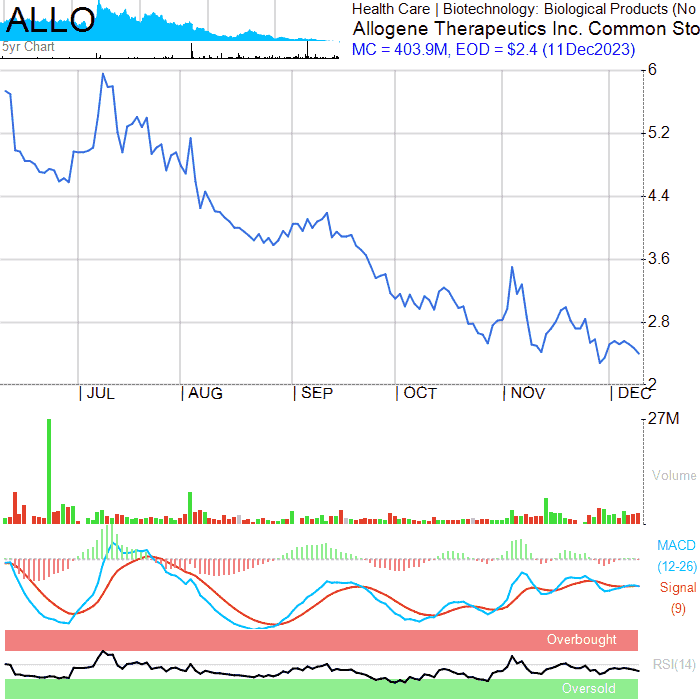 ALLO
5yr Chart
Health Care | Biotechnology: Biological Products (No
Allogene Therapeutics Inc. Common Sto
MC = 403.9M, EOD = $2.4 (11Dec2023)
6
5.2
4.4
3.6
2.8
2
| JUL | AUG | SEP | OCT | NOV | DEC
27M
Volume
MACD
(12-26)
Signal
(9)
Overbought
RSI(14)
Oversold